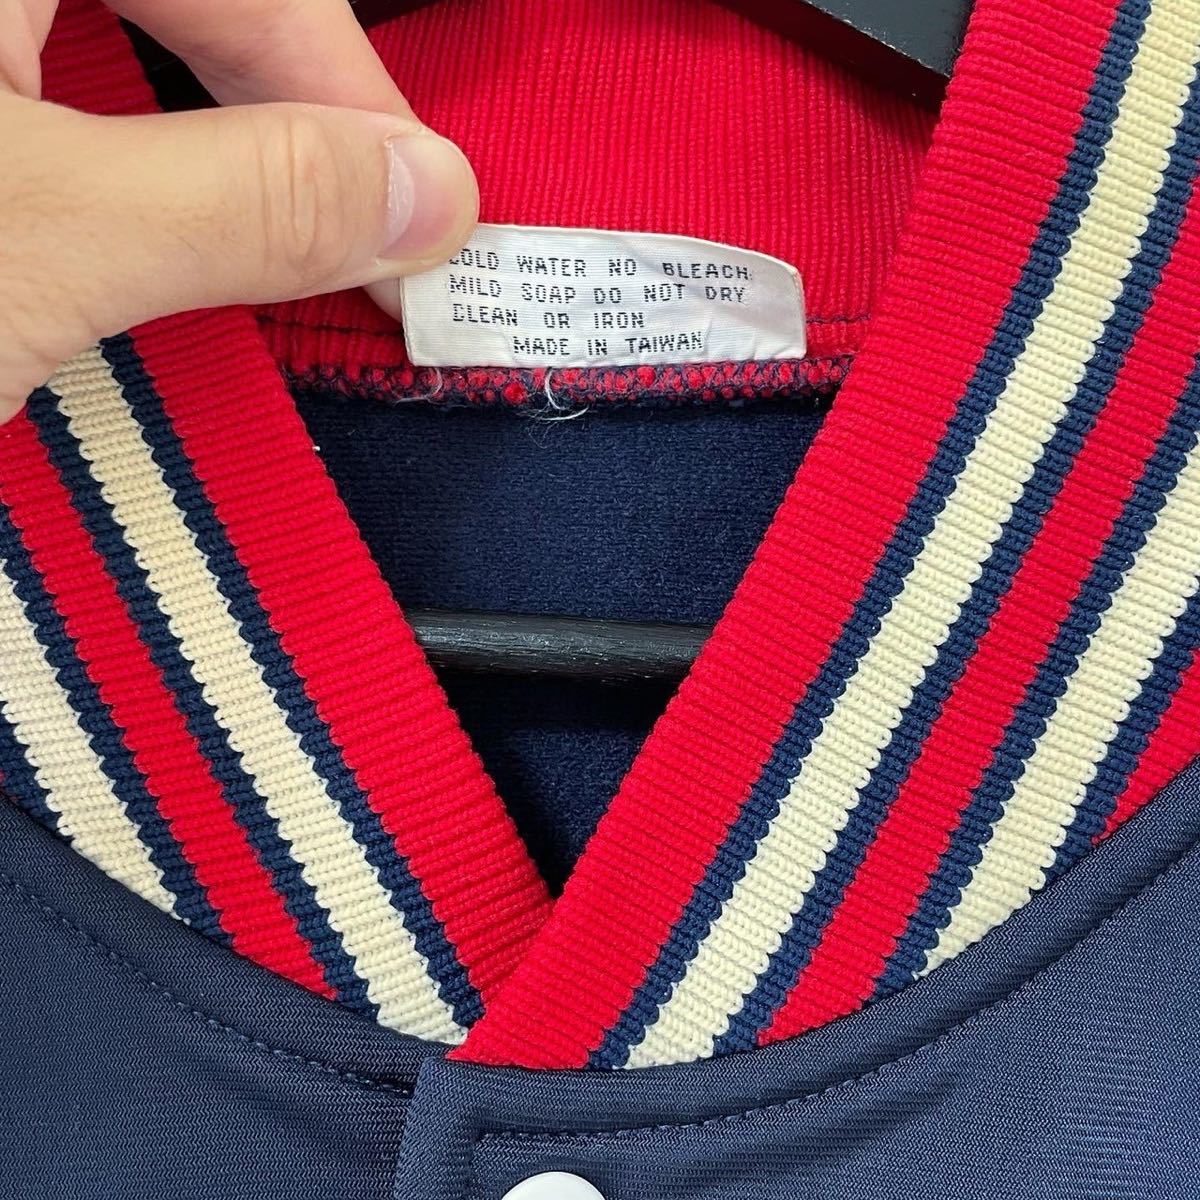 COLD WATER NO BLEACH
MILD SOAP DO NOT DRY
CLEAN OR IRON
MADE IN TAIWAN